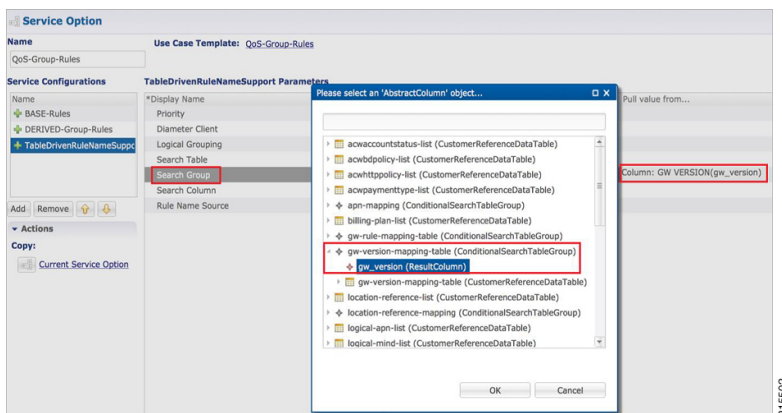 Service Option
Name
Use Case Template: QoS-Group-Rules
QoS-Group-Rules
Service Configurations
TableDrivenRuleNameSupport Parameters
Name
BASE-Rules
DERIVED-Group-Rules
TableDrivenRuleNameSuppo
Add Remove
Actions
Copy:
Current Service Option
*Display Name
Pull value from...
Priority
Diameter Client
Logical Grouping
Search Table
Search Group
Column: GW VERSION(gw_version)
Search Column
Rule Name Source
Please select an 'AbstractColumn' object...
acwaccountstatus-list (CustomerReferenceDataTable)
acwbdpolicy-list (CustomerReferenceDataTable)
acwhttppolicy-list (CustomerReferenceDataTable)
acwpaymenttype-list (CustomerReferenceDataTable)
apn-mapping (ConditionalSearchTableGroup)
billing-plan-list (CustomerReferenceDataTable)
gw-rule-mapping-table (ConditionalSearchTableGroup)
gw-version-mapping-table (ConditionalSearchTableGroup)
gw_version (ResultColumn)
gw-version-mapping-table (CustomerReferenceDataTable)
location-reference-list (CustomerReferenceDataTable)
location-reference-mapping (ConditionalSearchTableGroup)
logical-apn-list (CustomerReferenceDataTable)
logical-mind-list (CustomerReferenceDataTable)
OK Cancel